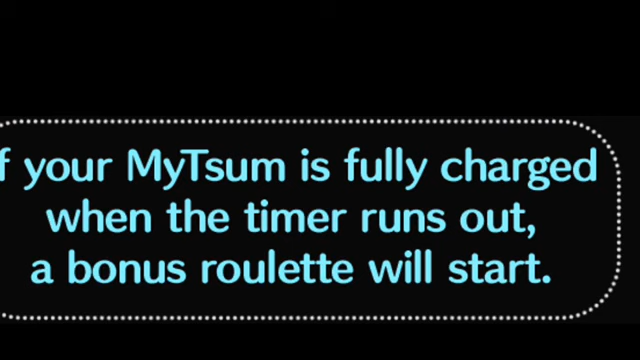 f your MyTsum is fully charged
when the timer runs out,
a bonus roulette will start.